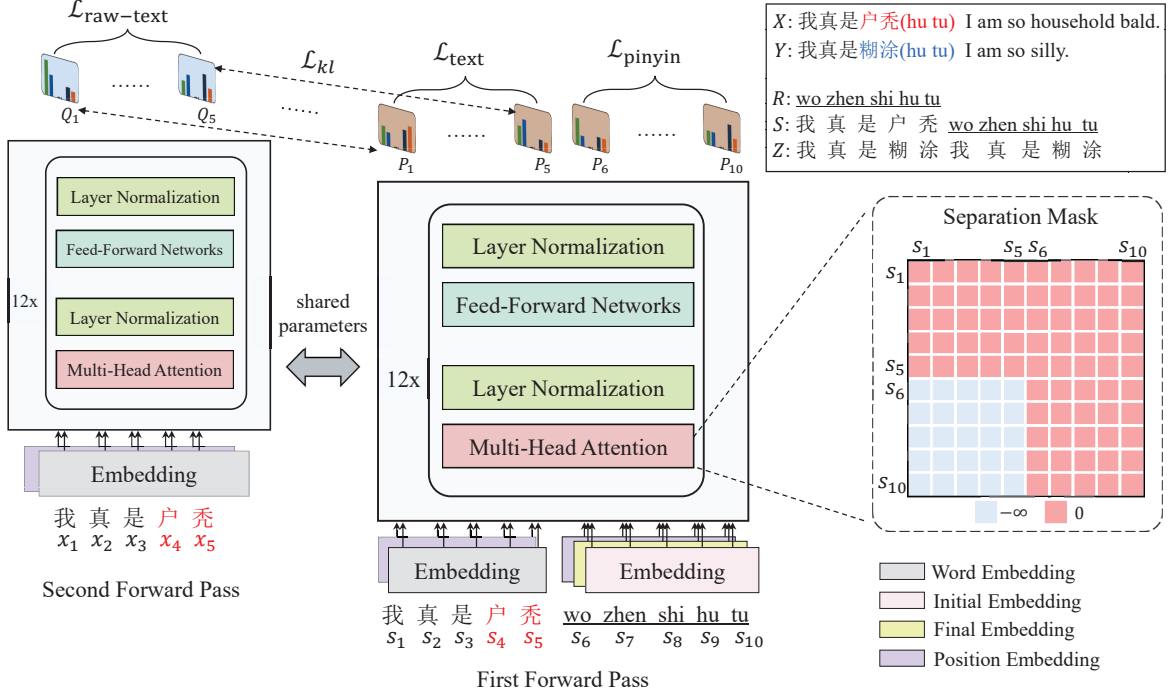 ℒraw−text
Q1 …… Q5
ℒkl
……
ℒtext
P1 …… P5
ℒpinyin
P6 …… P10
X: 我真是户秃(hu tu) I am so household bald.
Y: 我真是糊涂(hu tu) I am so silly.
R: wo zhen shi hu tu
S: 我 真 是 户 秃 wo zhen shi hu tu
Z: 我 真 是 糊 涂 我 真 是 糊 涂
12x
Layer Normalization
Feed-Forward Networks
Layer Normalization
Multi-Head Attention
Embedding
我 真 是 户 秃
x1 x2 x3 x4 x5
Second Forward Pass
shared
parameters
12x
Layer Normalization
Feed-Forward Networks
Layer Normalization
Multi-Head Attention
Embedding
Embedding
我 真 是 户 秃 wo zhen shi hu tu
s1 s2 s3 s4 s5 s6 s7 s8 s9 s10
First Forward Pass
Separation Mask
s1 s5 s6 s10
s1
s5
s6
s10
−∞ 0
Word Embedding
Initial Embedding
Final Embedding
Position Embedding